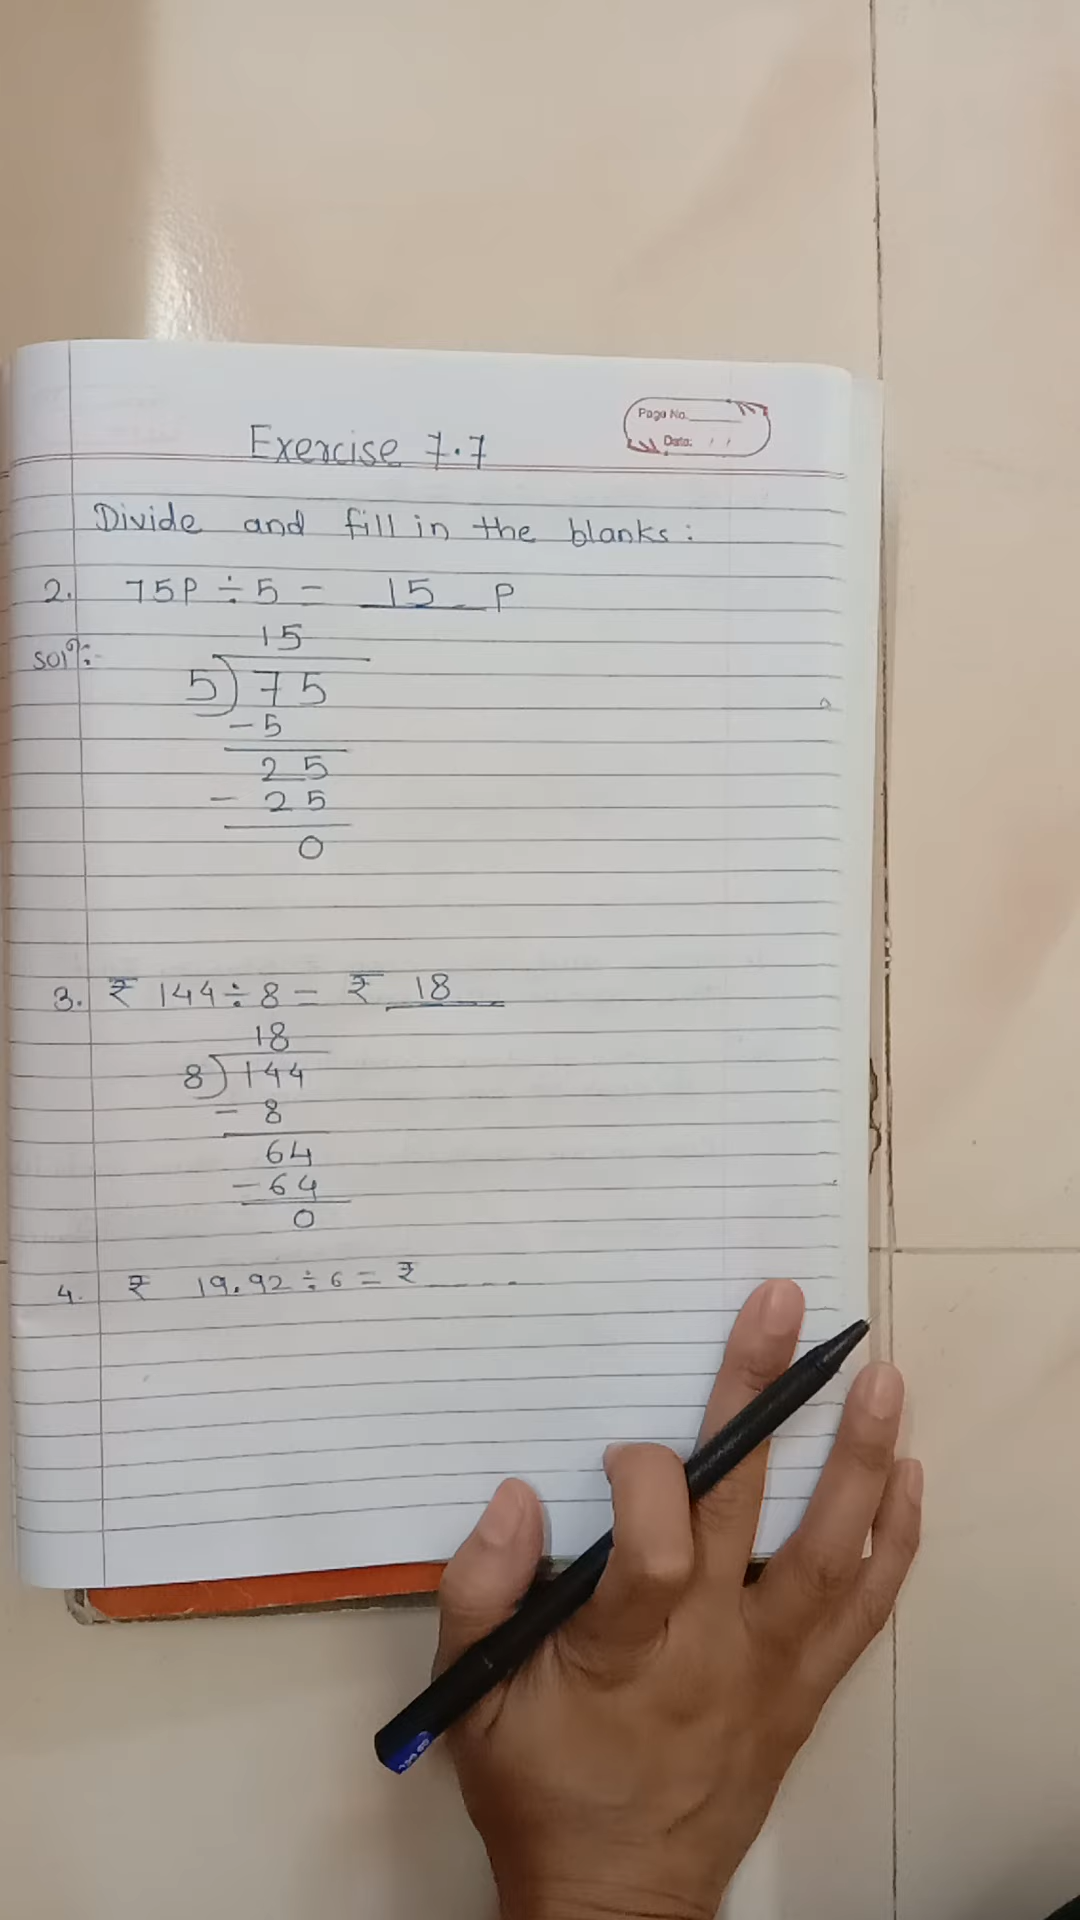 Page No.
Date: / /
Exercise 7.7
Divide and fill in the blanks:
2. 75P ÷ 5 = 15 P
Solⁿ:-
15
5) 75
- 5
25
- 25
0
3. ₹ 144 ÷ 8 = ₹ 18
18
8) 144
- 8
64
- 64
0
4. ₹ 19.92 ÷ 6 = ₹ ____